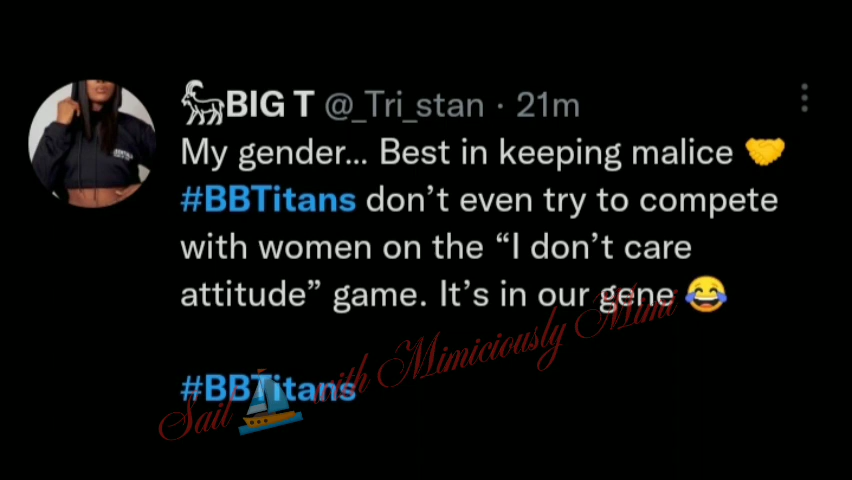 🐐BIG T @_Tri_stan · 21m
My gender... Best in keeping malice 🤝
#BBTitans don’t even try to compete
with women on the “I don’t care
attitude” game. It’s in our gene 😂
#BBTitans
Sail ⛵ with Mimiciously Mimi